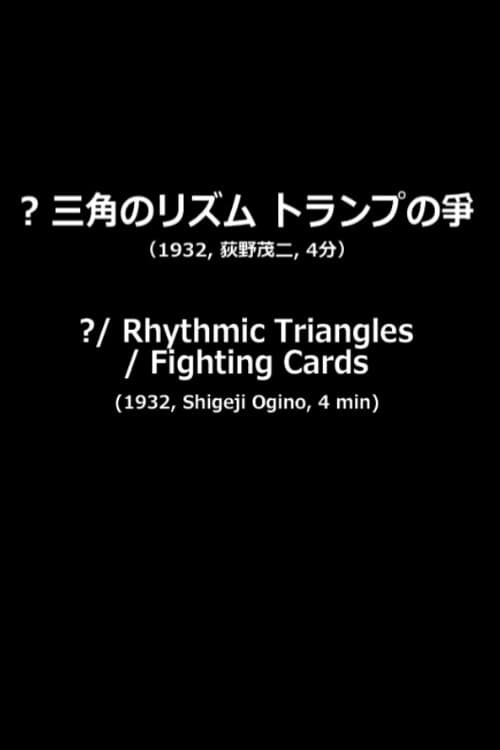 ? 三角のリズム トランプの爭
（1932, 荻野茂二, 4分）
?/ Rhythmic Triangles
/ Fighting Cards
(1932, Shigeji Ogino, 4 min)